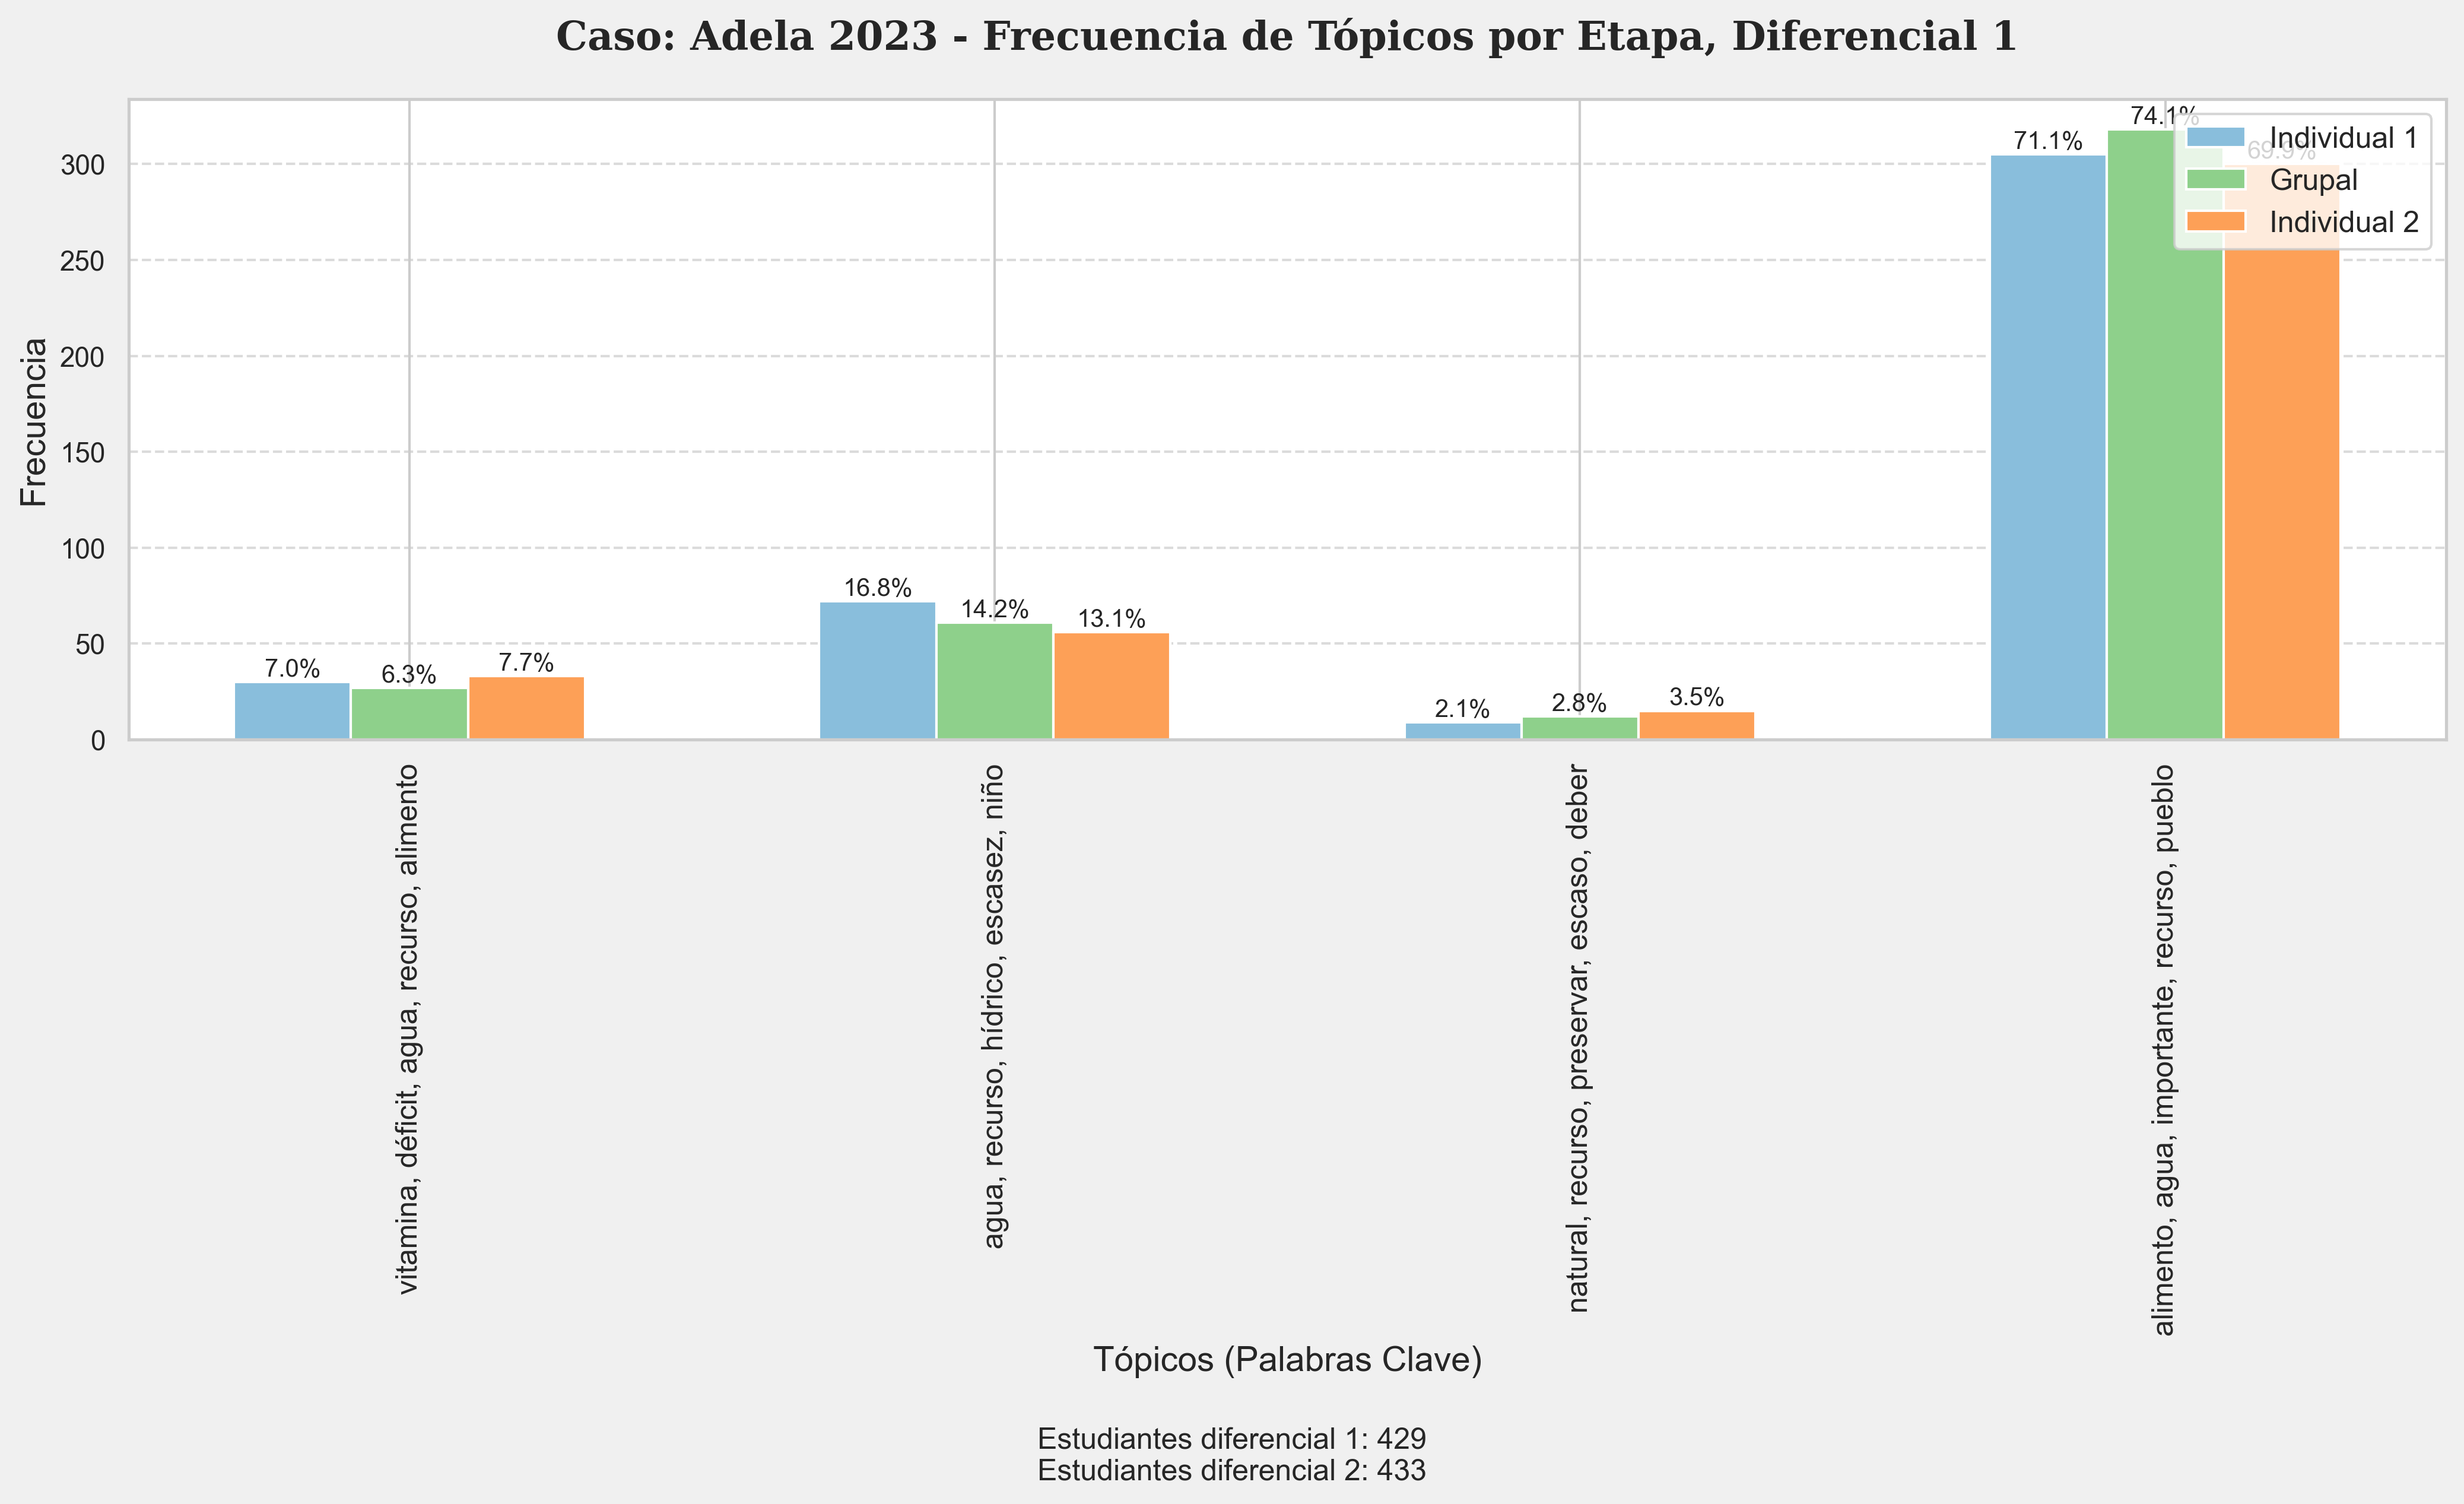 Caso: Adela 2023 - Frecuencia de Tópicos por Etapa, Diferencial 1
Frecuencia
300
250
200
150
100
50
0
7.0%
6.3%
7.7%
16.8%
14.2%
13.1%
2.1%
2.8%
3.5%
71.1%
74.1%
69.9%
Individual 1
Grupal
Individual 2
vitamina, déficit, agua, recurso, alimento
agua, recurso, hídrico, escasez, niño
natural, recurso, preservar, escaso, deber
alimento, agua, importante, recurso, pueblo
Tópicos (Palabras Clave)
Estudiantes diferencial 1: 429
Estudiantes diferencial 2: 433